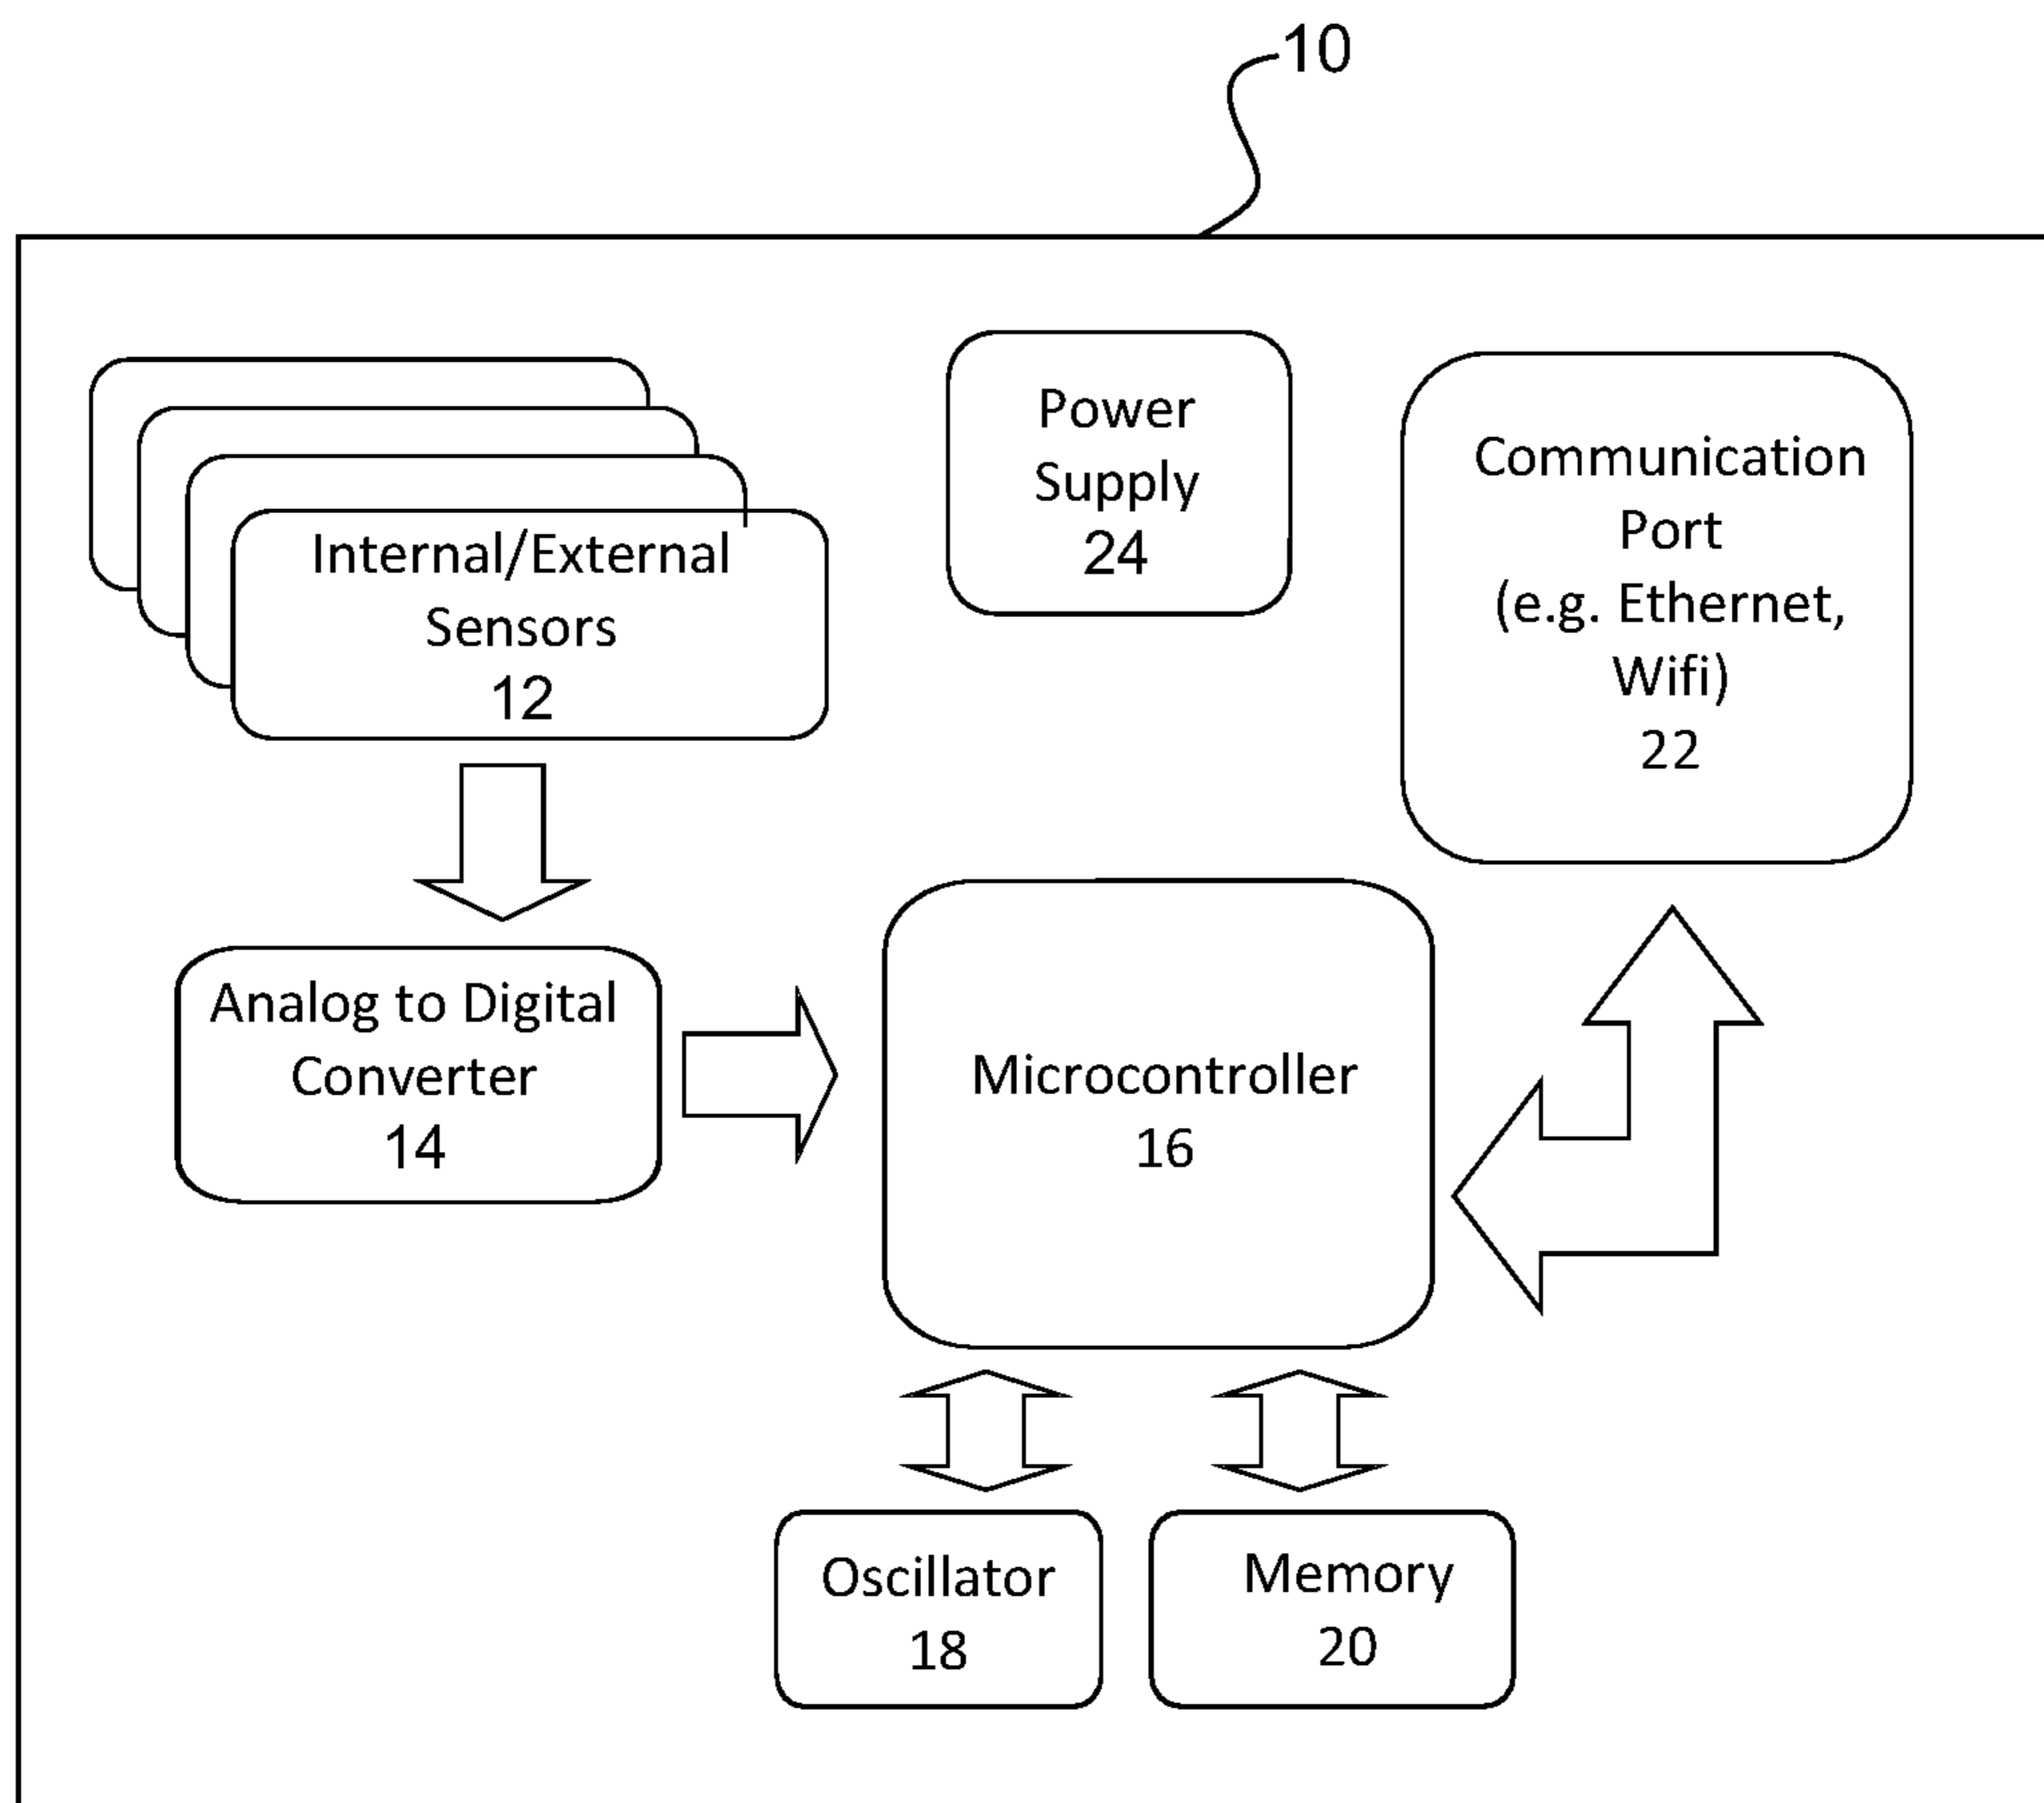 10
Internal/External
Sensors
12
Power
Supply
24
Communication
Port
(e.g. Ethernet,
Wifi)
22
Analog to Digital
Converter
14
Microcontroller
16
Oscillator
18
Memory
20